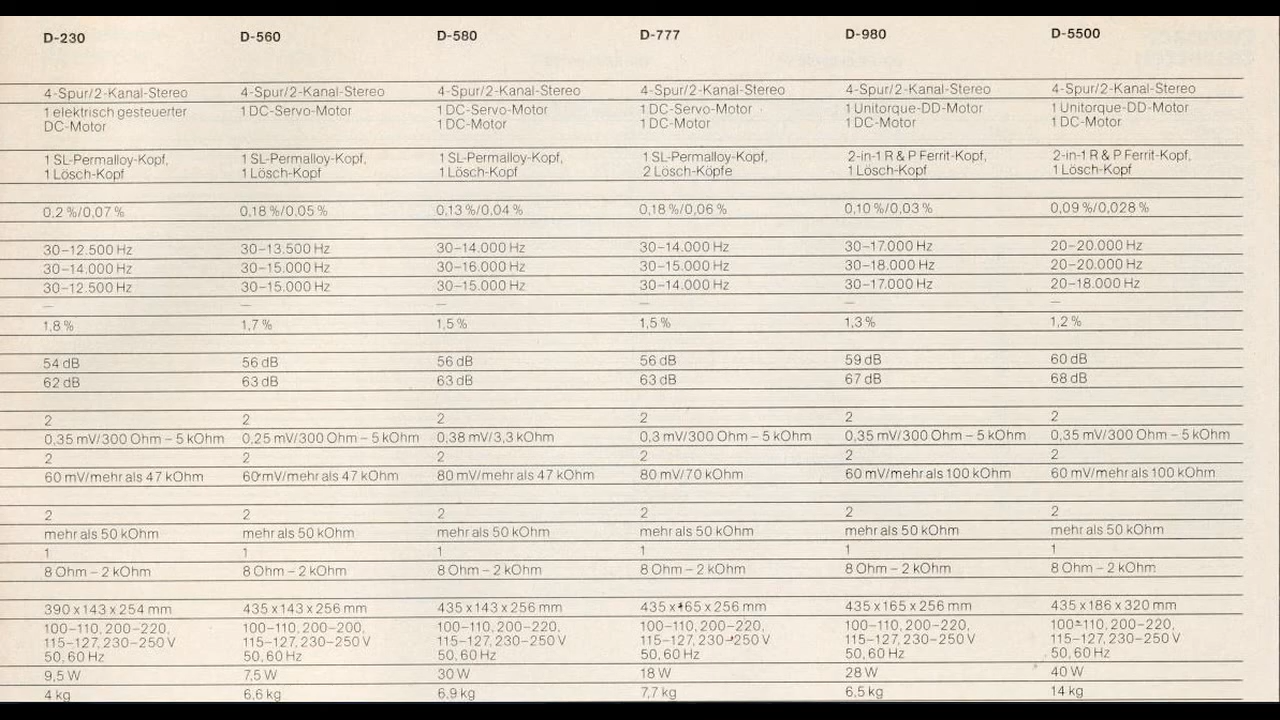 D-230 D-560 D-580 D-777 D-980 D-5500
4-Spur/2-Kanal-Stereo 4-Spur/2-Kanal-Stereo 4-Spur/2-Kanal-Stereo 4-Spur/2-Kanal-Stereo 4-Spur/2-Kanal-Stereo 4-Spur/2-Kanal-Stereo
1 elektrisch gesteuerter 1 DC-Servo-Motor 1 DC-Servo-Motor 1 DC-Servo-Motor 1 Unitorque-DD-Motor 1 Unitorque-DD-Motor
DC-Motor 1 DC-Motor 1 DC-Motor 1 DC-Motor 1 DC-Motor
1 SL-Permalloy-Kopf, 1 SL-Permalloy-Kopf, 1 SL-Permalloy-Kopf, 1 SL-Permalloy-Kopf, 2-in-1 R & P Ferrit-Kopf, 2-in-1 R & P Ferrit-Kopf,
1 Lösch-Kopf 1 Lösch-Kopf 1 Lösch-Kopf 2 Lösch-Köpfe 1 Lösch-Kopf 1 Lösch-Kopf
0,2 %/0,07 % 0,18 %/0,05 % 0,13 %/0,04 % 0,18 %/0,06 % 0,10 %/0,03 % 0,09 %/0,028 %
30–12.500 Hz 30–13.500 Hz 30–14.000 Hz 30–14.000 Hz 30–17.000 Hz 20–20.000 Hz
30–14.000 Hz 30–15.000 Hz 30–16.000 Hz 30–15.000 Hz 30–18.000 Hz 20–20.000 Hz
30–12.500 Hz 30–15.000 Hz 30–15.000 Hz 30–14.000 Hz 30–17.000 Hz 20–18.000 Hz
– – – – – –
1,8 % 1,7 % 1,5 % 1,5 % 1,3 % 1,2 %
54 dB 56 dB 56 dB 56 dB 59 dB 60 dB
62 dB 63 dB 63 dB 63 dB 67 dB 68 dB
2 2 2 2 2 2
0,35 mV/300 Ohm – 5 kOhm 0,25 mV/300 Ohm – 5 kOhm 0,38 mV/3,3 kOhm 0,3 mV/300 Ohm – 5 kOhm 0,35 mV/300 Ohm – 5 kOhm 0,35 mV/300 Ohm – 5 kOhm
2 2 2 2 2 2
60 mV/mehr als 47 kOhm 60 mV/mehr als 47 kOhm 80 mV/mehr als 47 kOhm 80 mV/70 kOhm 60 mV/mehr als 100 kOhm 60 mV/mehr als 100 kOhm
2 2 2 2 2 2
mehr als 50 kOhm mehr als 50 kOhm mehr als 50 kOhm mehr als 50 kOhm mehr als 50 kOhm mehr als 50 kOhm
1 1 1 1 1 1
8 Ohm – 2 kOhm 8 Ohm – 2 kOhm 8 Ohm – 2 kOhm 8 Ohm – 2 kOhm 8 Ohm – 2 kOhm 8 Ohm – 2 kOhm
390 x 143 x 254 mm 435 x 143 x 256 mm 435 x 143 x 256 mm 435 x 165 x 256 mm 435 x 165 x 256 mm 435 x 186 x 320 mm
100–110, 200–220, 100–110, 200–200, 100–110, 200–220, 100–110, 200–220, 100–110, 200–220, 100–110, 200–220,
115–127, 230–250 V 115–127, 230–250 V 115–127, 230–250 V 115–127, 230–250 V 115–127, 230–250 V 115–127, 230–250 V
50, 60 Hz 50, 60 Hz 50, 60 Hz 50, 60 Hz 50, 60 Hz 50, 60 Hz
9,5 W 7,5 W 30 W 18 W 28 W 40 W
4 kg 6,6 kg 6,9 kg 7,7 kg 6,5 kg 14 kg